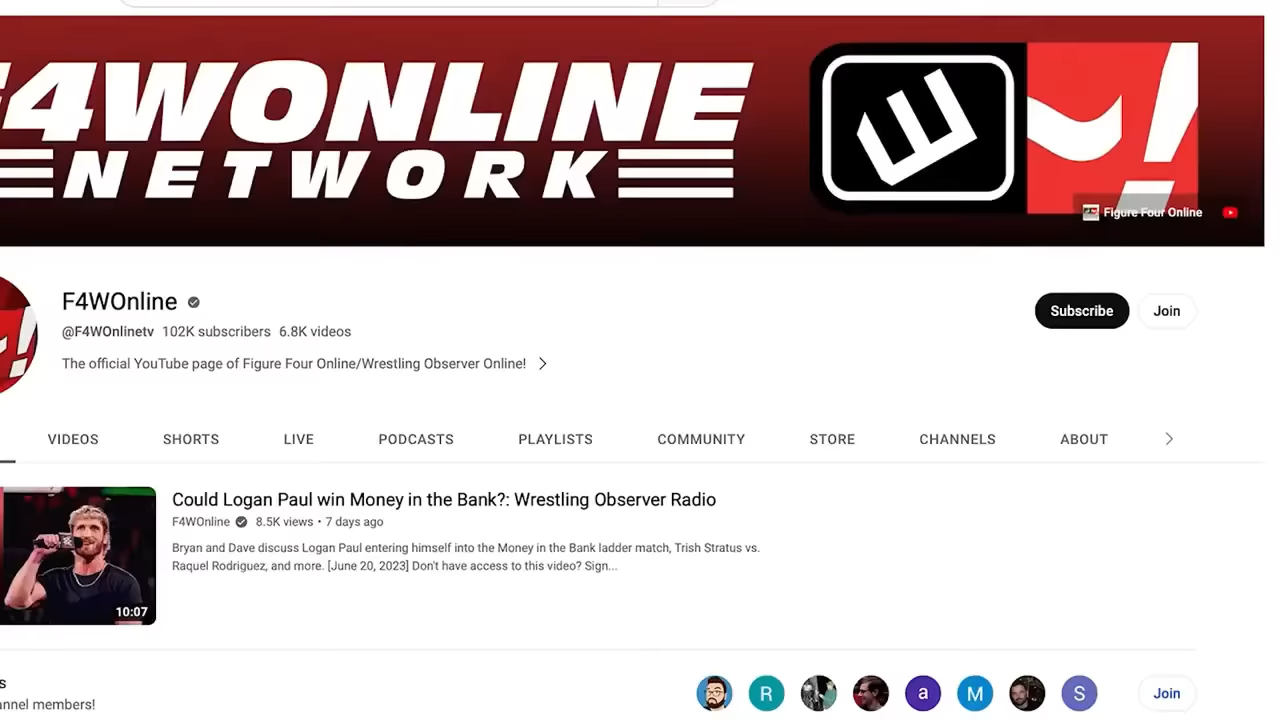 F4WONLINE
NETWORK
Figure Four Online
F4WOnline
@F4WOnlinetv 102K subscribers 6.8K videos
The official YouTube page of Figure Four Online/Wrestling Observer Online!
Subscribe
Join
VIDEOS
SHORTS
LIVE
PODCASTS
PLAYLISTS
COMMUNITY
STORE
CHANNELS
ABOUT
Could Logan Paul win Money in the Bank?: Wrestling Observer Radio
F4WOnline 8.5K views • 7 days ago
Bryan and Dave discuss Logan Paul entering himself into the Money in the Bank ladder match, Trish Stratus vs.
Raquel Rodriguez, and more. [June 20, 2023] Don't have access to this video? Sign...
10:07
R
a
M
S
Join
s
annel members!